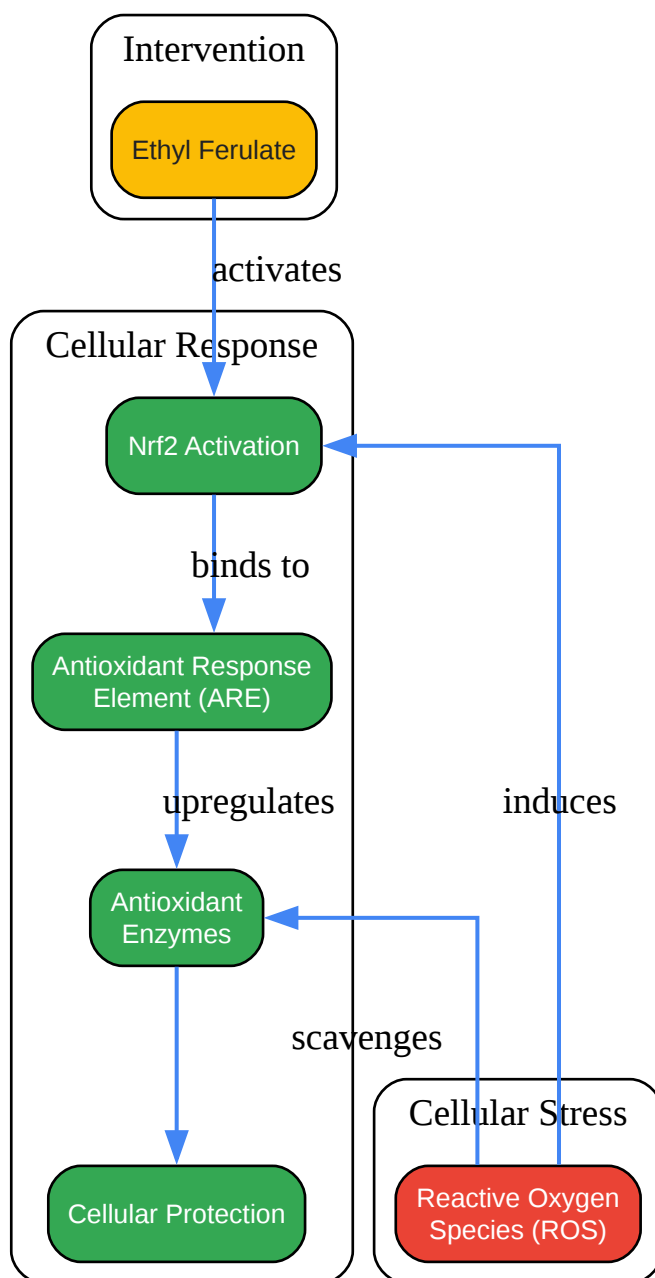 Intervention
Ethyl Ferulate
activates
Cellular Response
Nrf2 Activation
binds to
Antioxidant Response
Element (ARE)
upregulates
induces
Antioxidant
Enzymes
scavenges
Cellular Stress
Cellular Protection
Reactive Oxygen
Species (ROS)